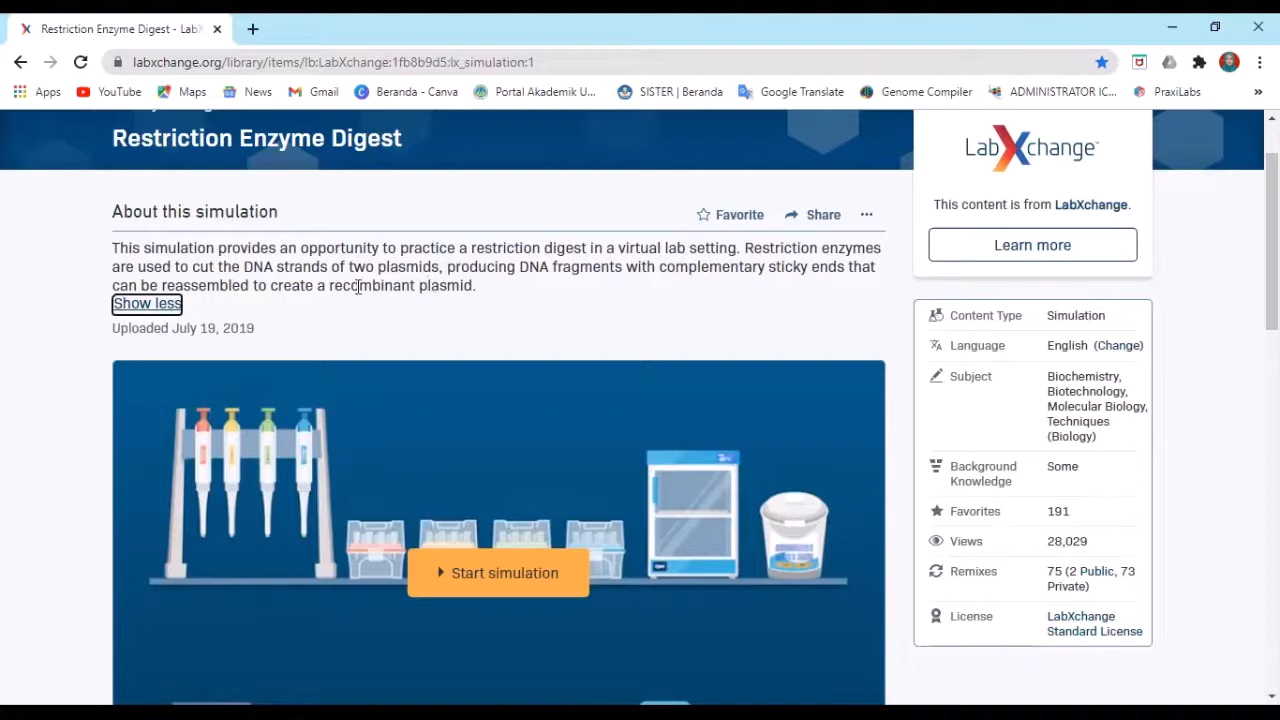 Restriction Enzyme Digest - LabX
labxchange.org/library/items/lb:LabXchange:1fb8b9d5:lx_simulation:1
Apps YouTube Maps News Gmail Beranda - Canva Portal Akademik U... SISTER | Beranda Google Translate Genome Compiler ADMINISTRATOR IC... PraxiLabs »
Restriction Enzyme Digest
About this simulation
Favorite Share ...
This simulation provides an opportunity to practice a restriction digest in a virtual lab setting. Restriction enzymes
are used to cut the DNA strands of two plasmids, producing DNA fragments with complementary sticky ends that
can be reassembled to create a recombinant plasmid.
Show less
Uploaded July 19, 2019
Start simulation
LabXchange™
This content is from LabXchange.
Learn more
Content Type Simulation
Language English (Change)
Subject Biochemistry,
Biotechnology,
Molecular Biology,
Techniques
(Biology)
Background Some
Knowledge
Favorites 191
Views 28,029
Remixes 75 (2 Public, 73
Private)
License LabXchange
Standard License